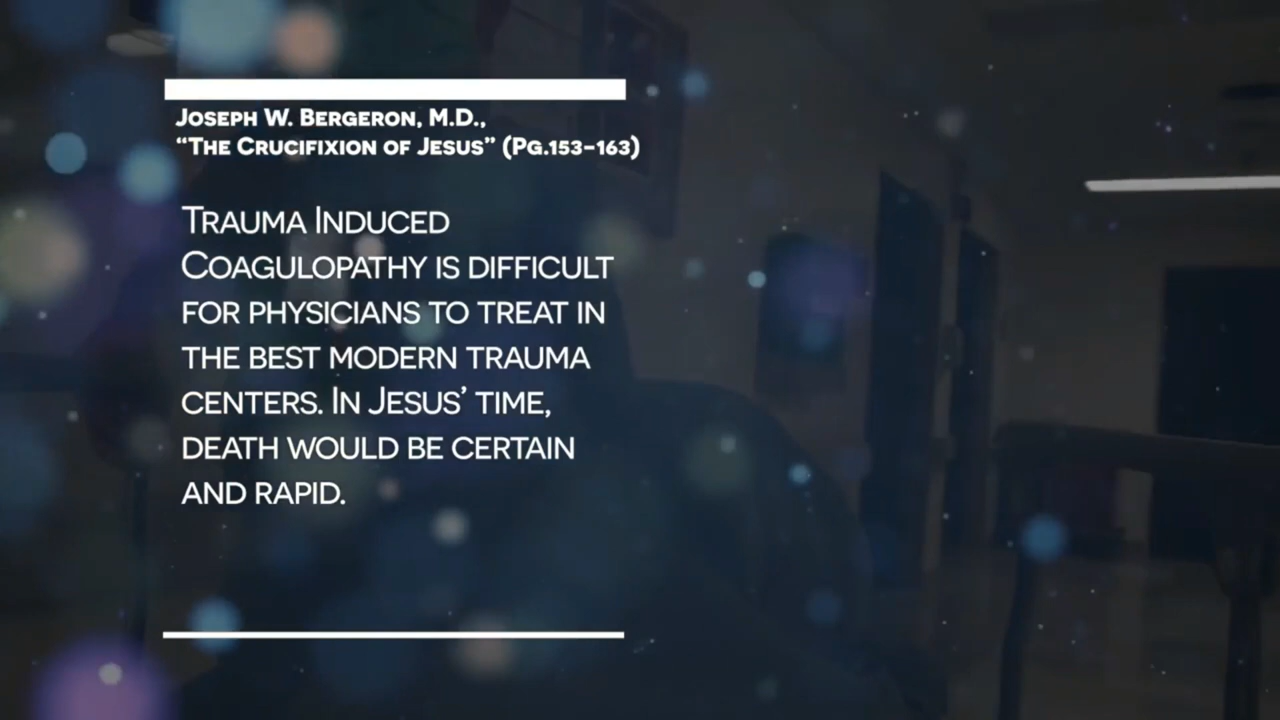 Joseph W. Bergeron, M.D.,
“The Crucifixion of Jesus” (Pg.153-163)
Trauma Induced
Coagulopathy is difficult
for physicians to treat in
the best modern trauma
centers. In Jesus’ time,
death would be certain
and rapid.